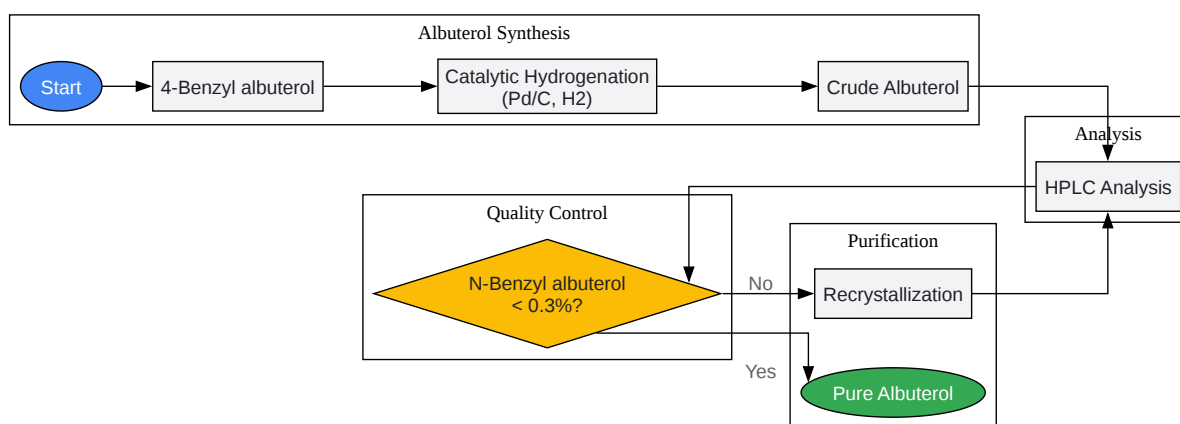 Albuterol Synthesis
Start
4-Benzyl albuterol
Catalytic Hydrogenation
(Pd/C, H2)
Crude Albuterol
Analysis
HPLC Analysis
Quality Control
N-Benzyl albuterol
< 0.3%?
No
Yes
Purification
Recrystallization
Pure Albuterol